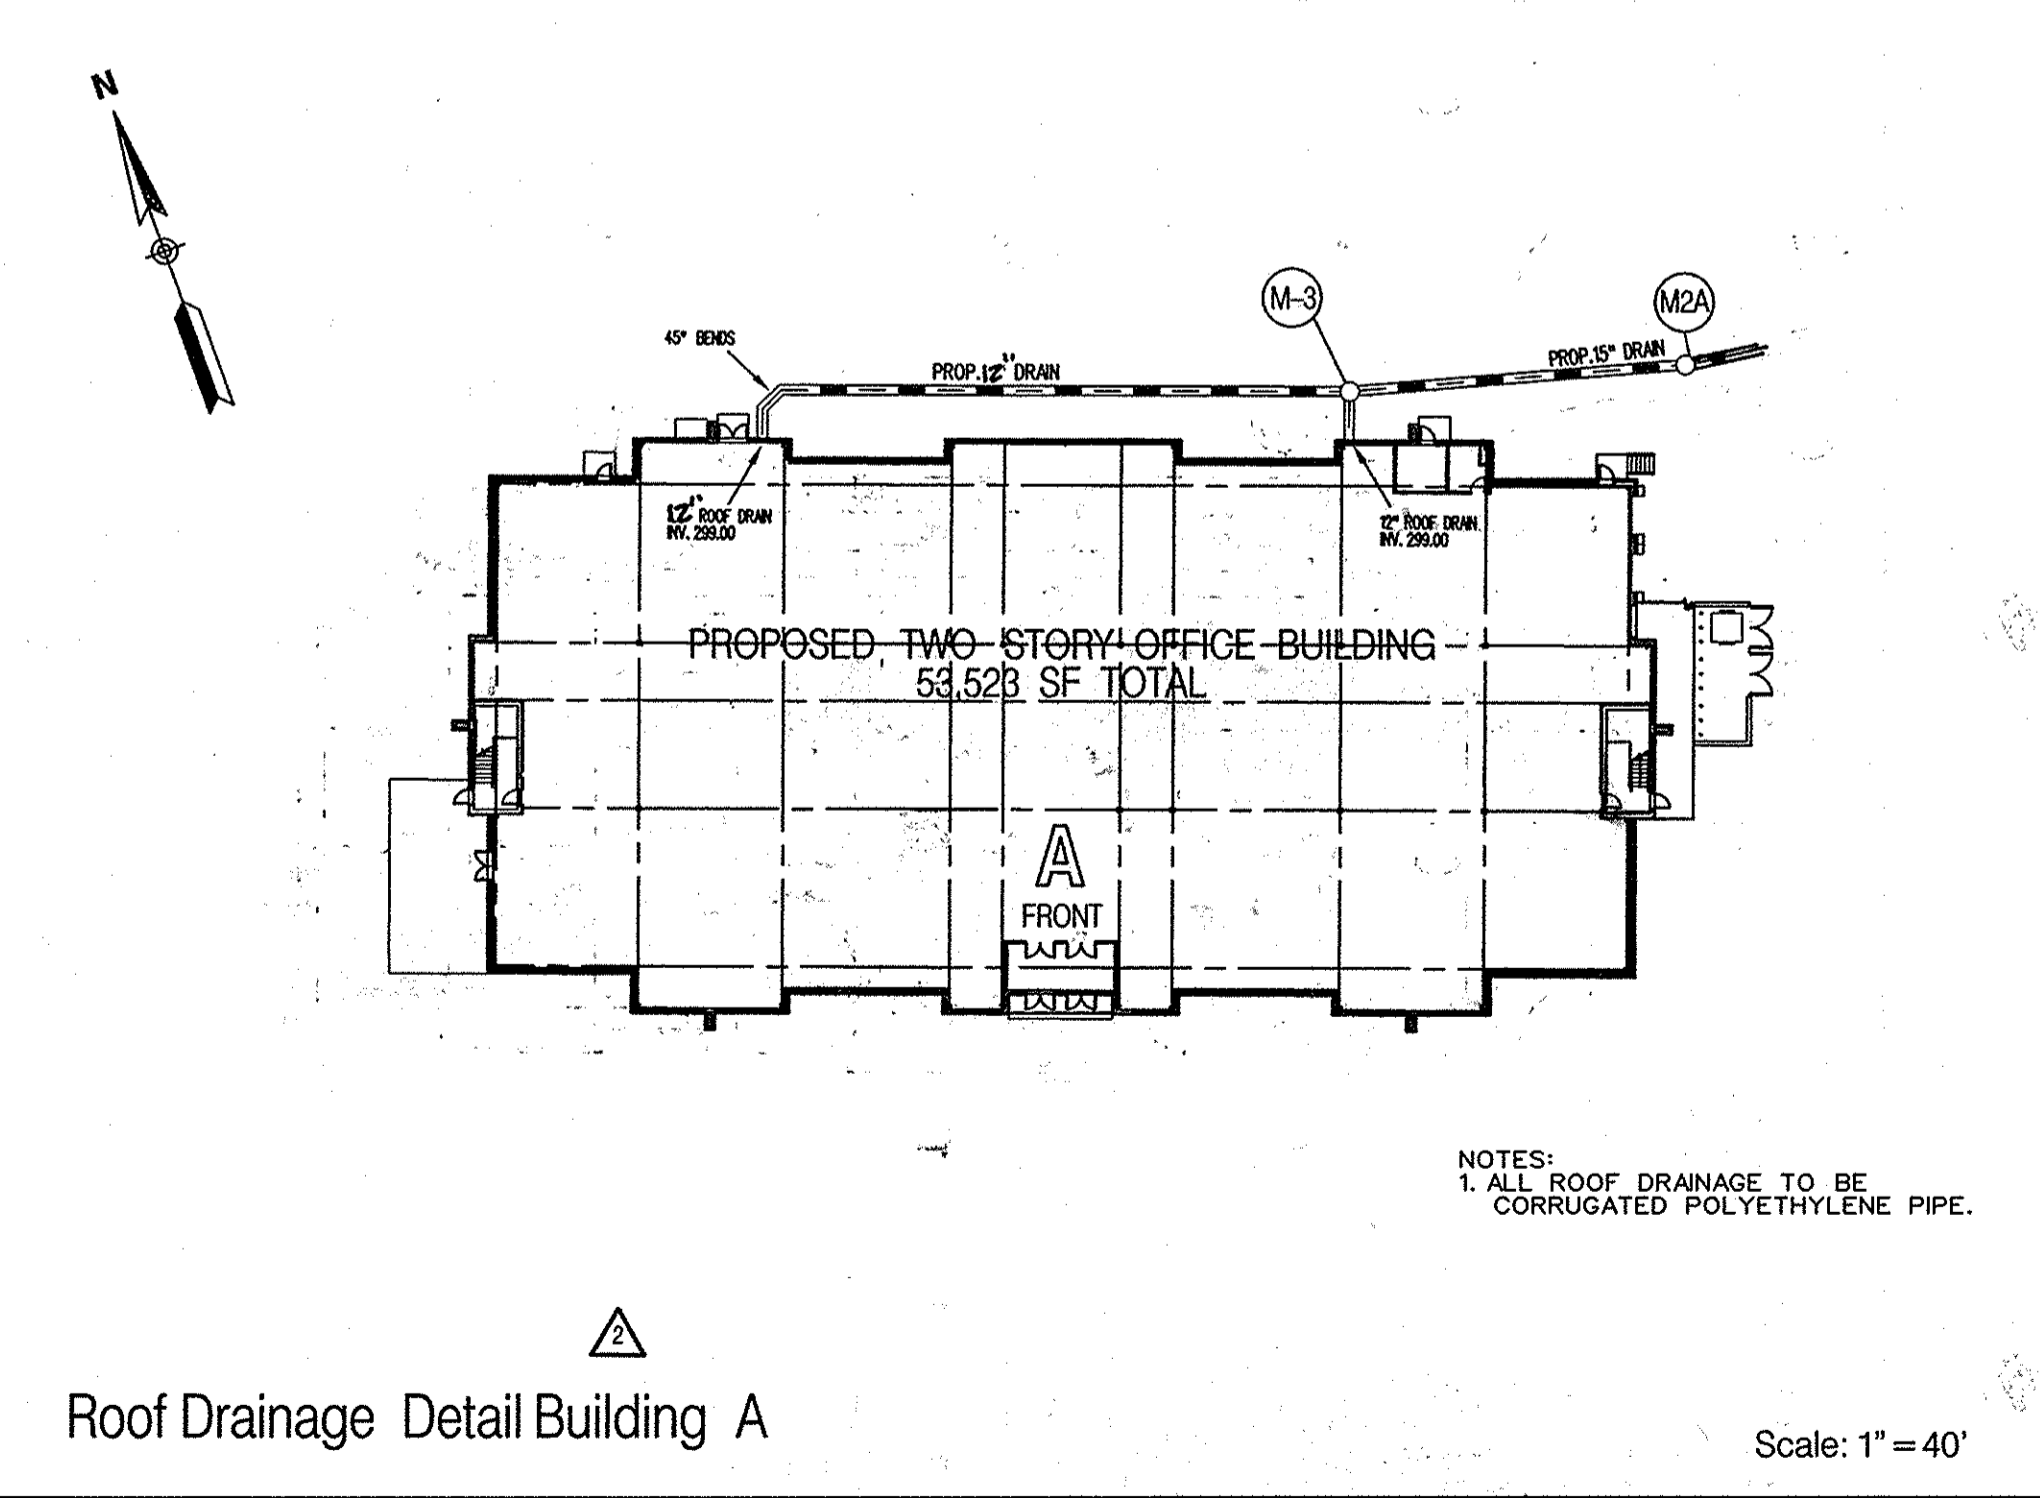 N
M-3
M2A
45° BENDS
PROP.12" DRAIN
PROP.15" DRAIN
12" ROOF DRAIN
INV. 299.00
12" ROOF DRAIN
INV. 299.00
PROPOSED TWO STORY OFFICE BUILDING
53,523 SF TOTAL
A
FRONT
NOTES:
1. ALL ROOF DRAINAGE TO BE
CORRUGATED POLYETHYLENE PIPE.
2
Roof Drainage Detail Building A
Scale: 1" = 40'